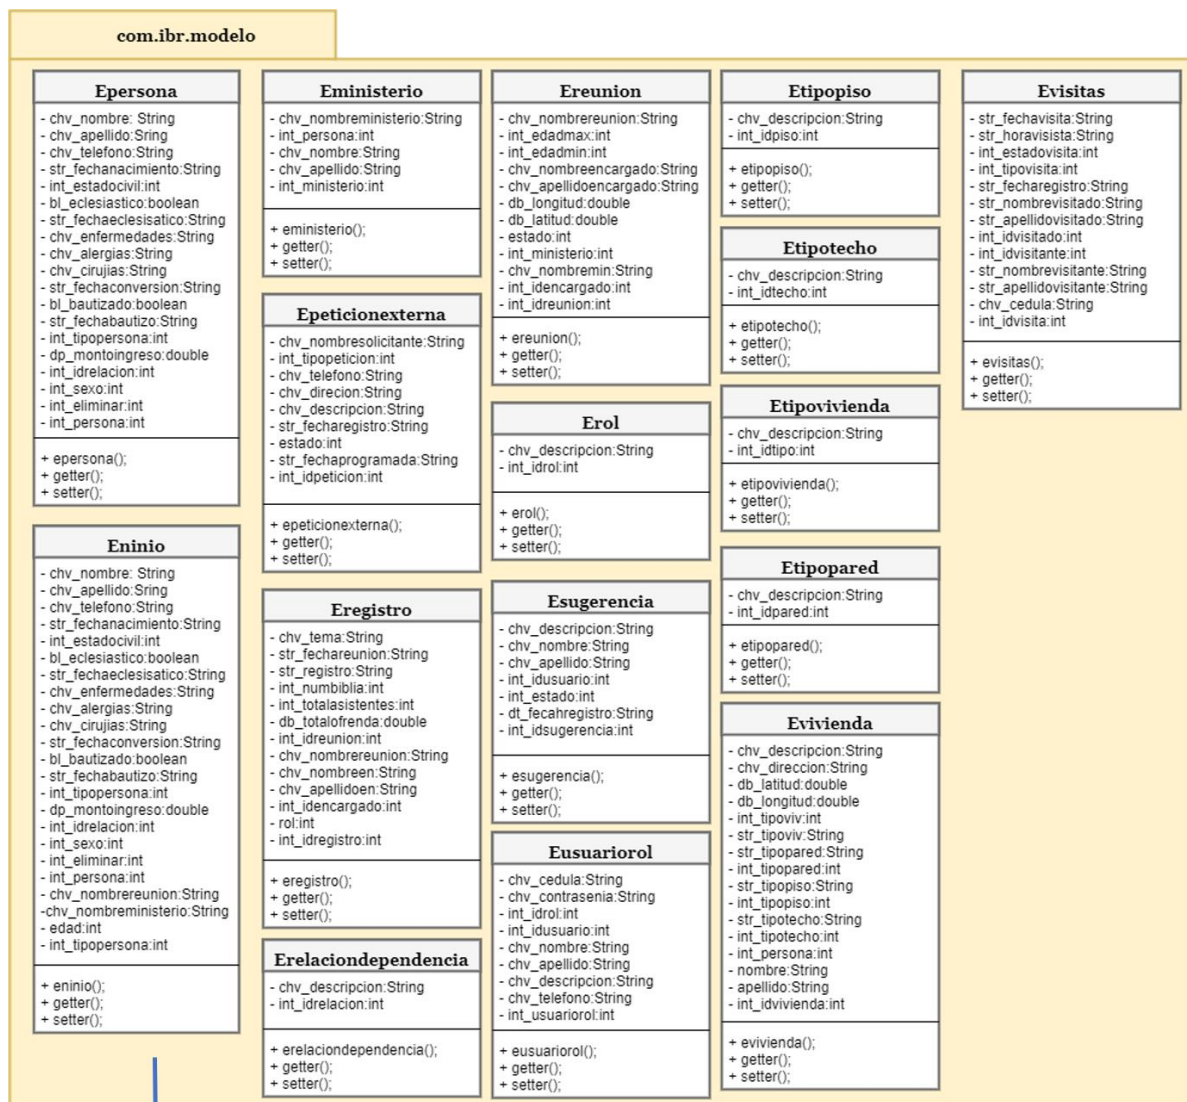 com.ibr.modelo
Epersona
- chv_nombre: String
- chv_apellido:Sring
- chv_telefono:String
- str_fechanacimiento:String
- int_estadocivil:int
- bl_eclesiastico:boolean
- str_fechaeclesisatico:String
- chv_enfermedades:String
- chv_alergias:String
- chv_cirujias:String
- str_fechaconversion:String
- bl_bautizado:boolean
- str_fechabautizo:String
- int_tipopersona:int
- dp_montoingreso:double
- int_idrelacion:int
- int_sexo:int
- int_eliminar:int
- int_persona:int
+ epersona();
+ getter();
+ setter();
Eninio
- chv_nombre: String
- chv_apellido:Sring
- chv_telefono:String
- str_fechanacimiento:String
- int_estadocivil:int
- bl_eclesiastico:boolean
- str_fechaeclesisatico:String
- chv_enfermedades:String
- chv_alergias:String
- chv_cirujias:String
- str_fechaconversion:String
- bl_bautizado:boolean
- str_fechabautizo:String
- int_tipopersona:int
- dp_montoingreso:double
- int_idrelacion:int
- int_sexo:int
- int_eliminar:int
- int_persona:int
- chv_nombrereunion:String
-chv_nombreministerio:String
- edad:int
- int_tipopersona:int
+ eninio();
+ getter();
+ setter();
Eministerio
- chv_nombreministerio:String
- int_persona:int
- chv_nombre:String
- chv_apellido:String
- int_ministerio:int
+ eministerio();
+ getter();
+ setter();
Epeticionexterna
- chv_nombresolicitante:String
- int_tipopeticion:int
- chv_telefono:String
- chv_direcion:String
- chv_descripcion:String
- str_fecharegistro:String
- estado:int
- str_fechaprogramada:String
- int_idpeticion:int
+ epeticionexterna();
+ getter();
+ setter();
Eregistro
- chv_tema:String
- str_fechareunion:String
- str_registro:String
- int_numbiblia:int
- int_totalasistentes:int
- db_totalofrenda:double
- int_idreunion:int
- chv_nombrereunion:String
- chv_nombreen:String
- chv_apellidoen:String
- int_idencargado:int
- rol:int
- int_idregistro:int
+ eregistro();
+ getter();
+ setter();
Erelaciondependencia
- chv_descripcion:String
- int_idrelacion:int
+ erelaciondependencia();
+ getter();
+ setter();
Ereunion
- chv_nombrereunion:String
- int_edadmax:int
- int_edadmin:int
- chv_nombreencargado:String
- chv_apellidoencargado:String
- db_longitud:double
- db_latitud:double
- estado:int
- int_ministerio:int
- chv_nombremin:String
- int_idencargado:int
- int_idreunion:int
+ ereunion();
+ getter();
+ setter();
Erol
- chv_descripcion:String
- int_idrol:int
+ erol();
+ getter();
+ setter();
Esugerencia
- chv_descripcion:String
- chv_nombre:String
- chv_apellido:String
- int_idusuario:int
- int_estado:int
- dt_fecahregistro:String
- int_idsugerencia:int
+ esugerencia();
+ getter();
+ setter();
Eusuariorol
- chv_cedula:String
- chv_contrasenia:String
- int_idrol:int
- int_idusuario:int
- chv_nombre:String
- chv_apellido:String
- chv_descripcion:String
- chv_telefono:String
- int_usuariorol:int
+ eusuariorol();
+ getter();
+ setter();
Etipopiso
- chv_descripcion:String
- int_idpiso:int
+ etipopiso();
+ getter();
+ setter();
Etipotecho
- chv_descripcion:String
- int_idtecho:int
+ etipotecho();
+ getter();
+ setter();
Etipovivienda
- chv_descripcion:String
- int_idtipo:int
+ etipovivienda();
+ getter();
+ setter();
Etipopared
- chv_descripcion:String
- int_idpared:int
+ etipopared();
+ getter();
+ setter();
Evivienda
- chv_descripcion:String
- chv_direccion:String
- db_latitud:double
- db_longitud:double
- int_tipoviv:int
- str_tipoviv:String
- str_tipopared:String
- int_tipopared:int
- str_tipopiso:String
- int_tipopiso:int
- str_tipotecho:String
- int_tipotecho:int
- int_persona:int
- nombre:String
- apellido:String
- int_idvivienda:int
+ evivienda();
+ getter();
+ setter();
Evisitas
- str_fechavisita:String
- str_horavisista:String
- int_estadovisita:int
- int_tipovisita:int
- str_fecharegistro:String
- str_nombrevisitado:String
- str_apellidovisitado:String
- int_idvisitado:int
- int_idvisitante:int
- str_nombrevisitante:String
- str_apellidovisitante:String
- chv_cedula:String
- int_idvisita:int
+ evisitas();
+ getter();
+ setter();